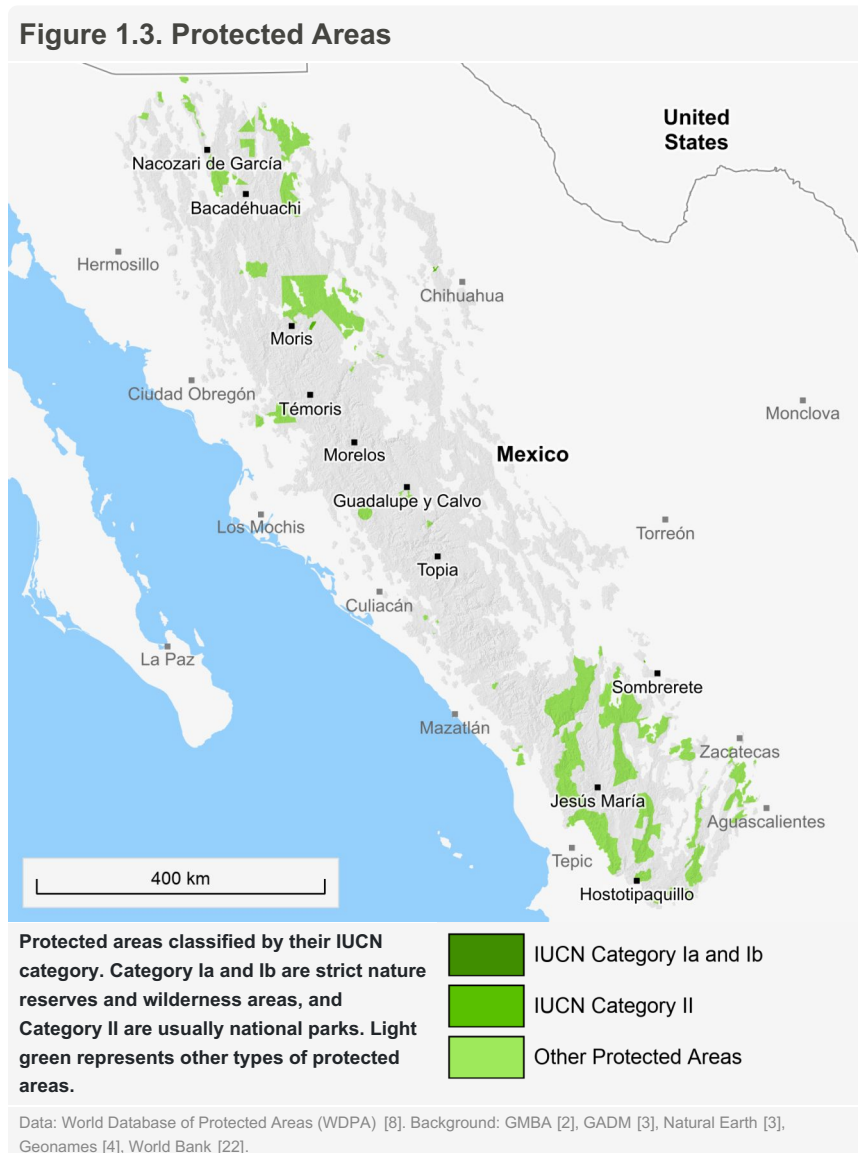 Figure 1.3. Protected Areas
United
States
Nacozari de García
Bacadéhuachi
Hermosillo
Chihuahua
Moris
Ciudad Obregón
Témoris
Monclova
Morelos
Mexico
Guadalupe y Calvo
Los Mochis
Torreón
Topia
Culiacán
La Paz
Sombrerete
Mazatlán
Zacatecas
Jesús María
Aguascalientes
Tepic
400 km
Hostotipaquillo
Protected areas classified by their IUCN
category. Category Ia and Ib are strict nature
reserves and wilderness areas, and
Category II are usually national parks. Light
green represents other types of protected
areas.
IUCN Category Ia and Ib
IUCN Category II
Other Protected Areas
Data: World Database of Protected Areas (WDPA) [8]. Background: GMBA [2], GADM [3], Natural Earth [3],
Geonames [4], World Bank [22].